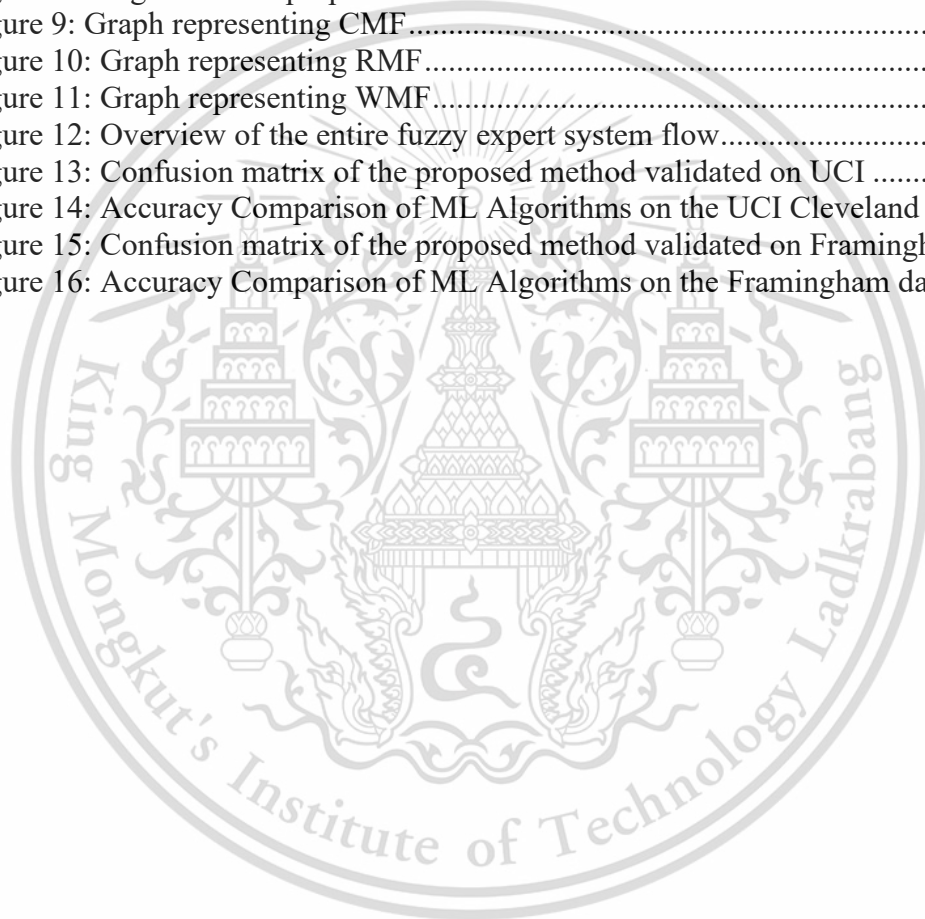 gure 9: Graph representing CMF....................................................................
gure 10: Graph representing RMF..................................................................
gure 11: Graph representing WMF.................................................................
gure 12: Overview of the entire fuzzy expert system flow.........................
gure 13: Confusion matrix of the proposed method validated on UCI .......
gure 14: Accuracy Comparison of ML Algorithms on the UCI Cleveland
gure 15: Confusion matrix of the proposed method validated on Framingh
gure 16: Accuracy Comparison of ML Algorithms on the Framingham da
King Mongkut's Institute of Technology Ladkrabang